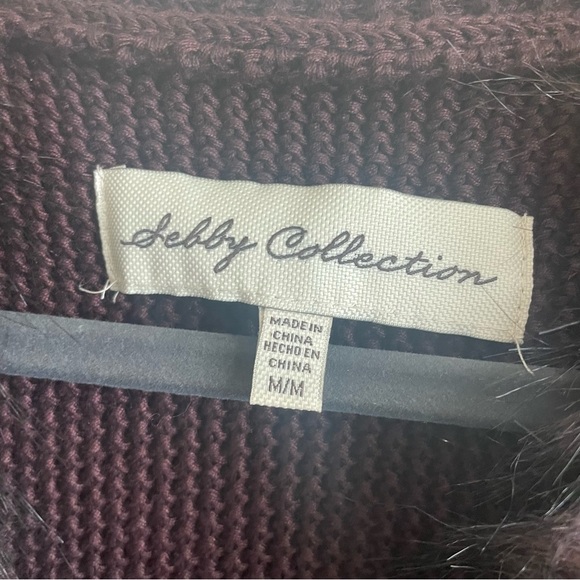 Sebby Collection
MADE IN
CHINA
HECHO EN
CHINA
M/M